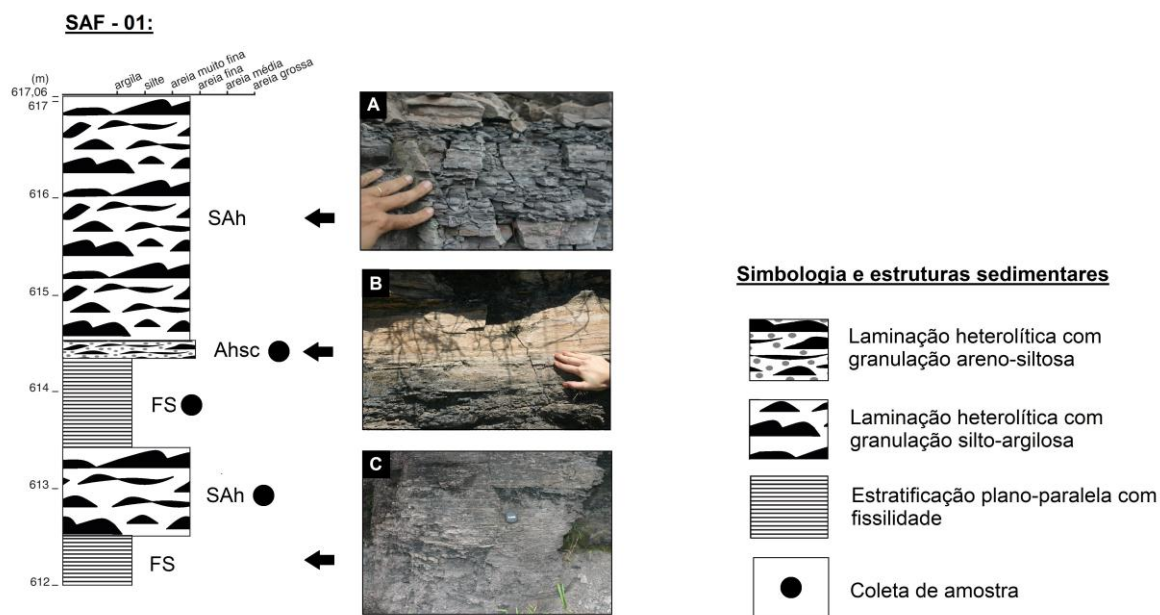 SAF - 01:
(m)
argila
silte
areia muito fina
areia fina
areia média
areia grossa
617,06
617
616
615
614
613
612
SAh
Ahsc
FS
SAh
FS
A
B
C
Simbologia e estruturas sedimentares
Laminação heterolítica com
granulação areno-siltosa
Laminação heterolítica com
granulação silto-argilosa
Estratificação plano-paralela com
fissilidade
Coleta de amostra